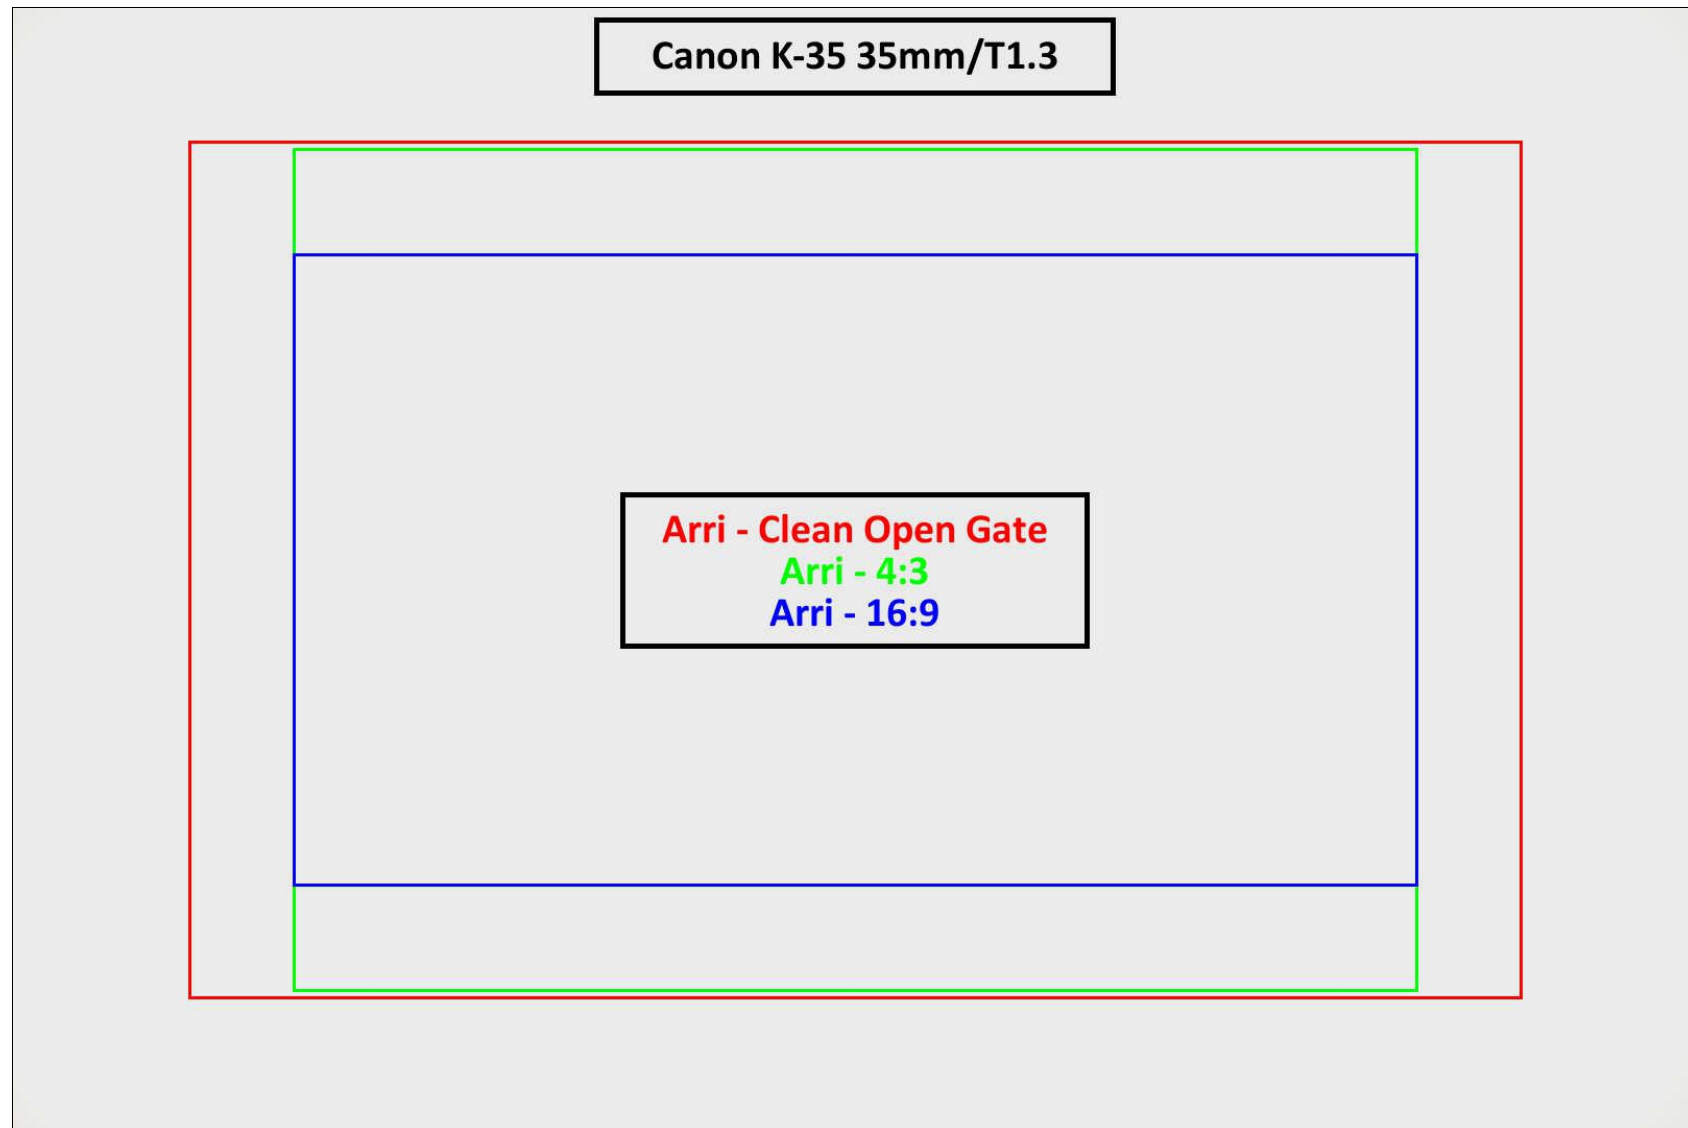 Canon K-35 35mm/T1.3
Arri - Clean Open Gate
Arri - 4:3
Arri - 16:9